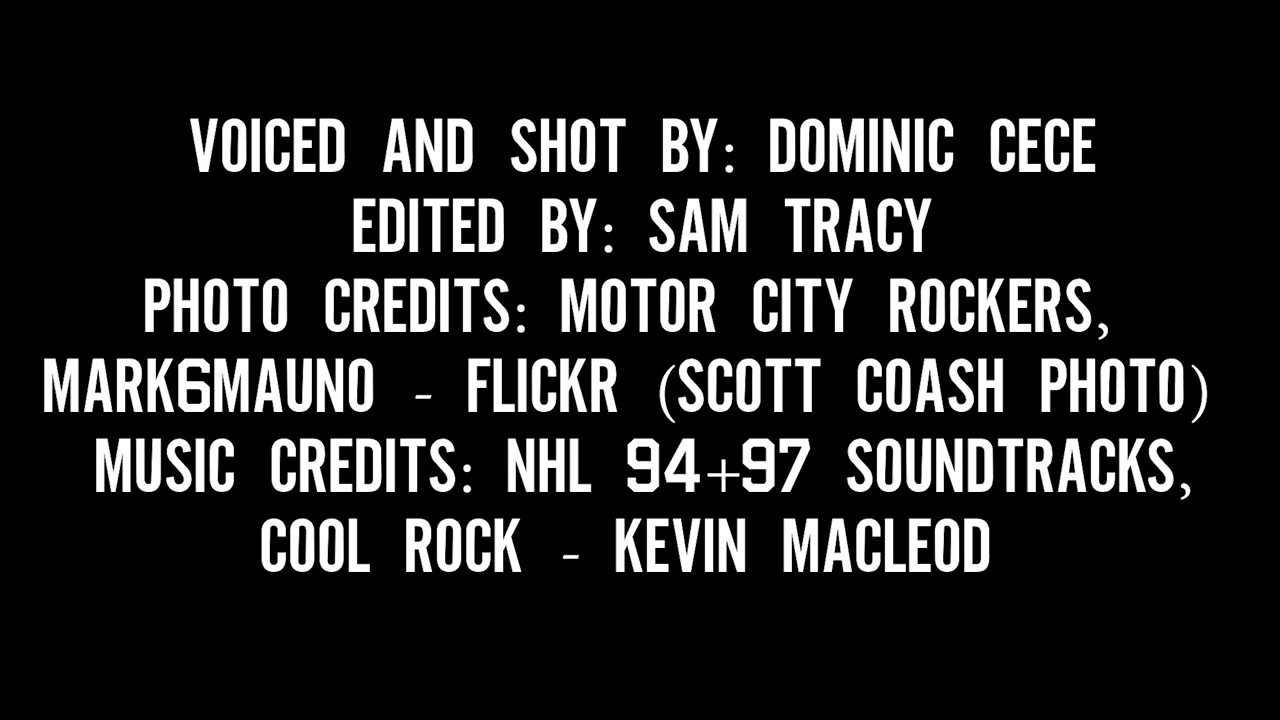 VOICED AND SHOT BY: DOMINIC CECE
EDITED BY: SAM TRACY
PHOTO CREDITS: MOTOR CITY ROCKERS,
MARK6MAUNO - FLICKR (SCOTT COASH PHOTO)
MUSIC CREDITS: NHL 94+97 SOUNDTRACKS,
COOL ROCK - KEVIN MACLEOD